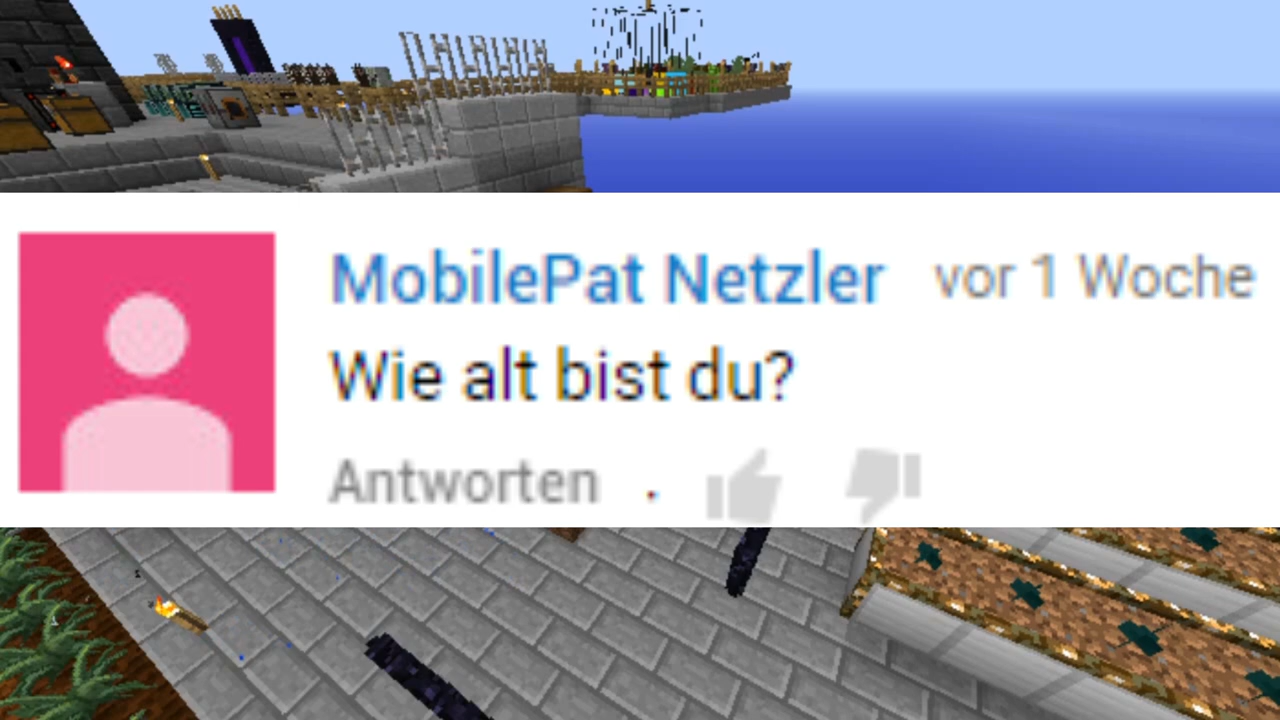 MobilePat Netzler vor 1 Woche
Wie alt bist du?
Antworten .